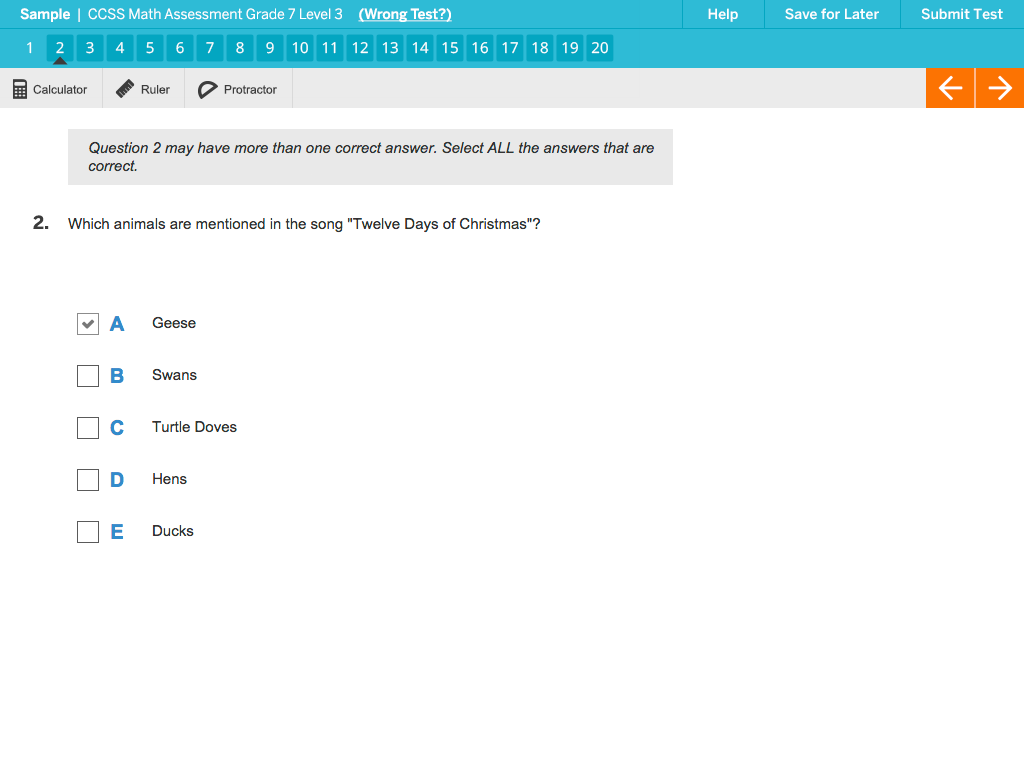 Sample | CCSS Math Assessment Grade 7 Level 3 (Wrong Test?) Help Save for Later Submit Test
1 2 3 4 5 6 7 8 9 10 11 12 13 14 15 16 17 18 19 20
Calculator Ruler Protractor
Question 2 may have more than one correct answer. Select ALL the answers that are
correct.
2. Which animals are mentioned in the song "Twelve Days of Christmas"?
A Geese
B Swans
C Turtle Doves
D Hens
E Ducks